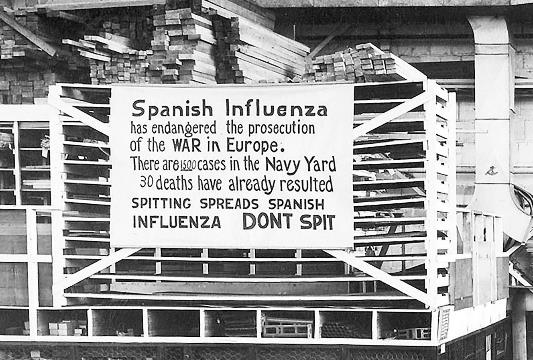 Spanish Influenza
has endangered the prosecution
of the WAR in Europe.
There are 1500 cases in the Navy Yard
30 deaths have already resulted
SPITTING SPREADS SPANISH
INFLUENZA DONT SPIT